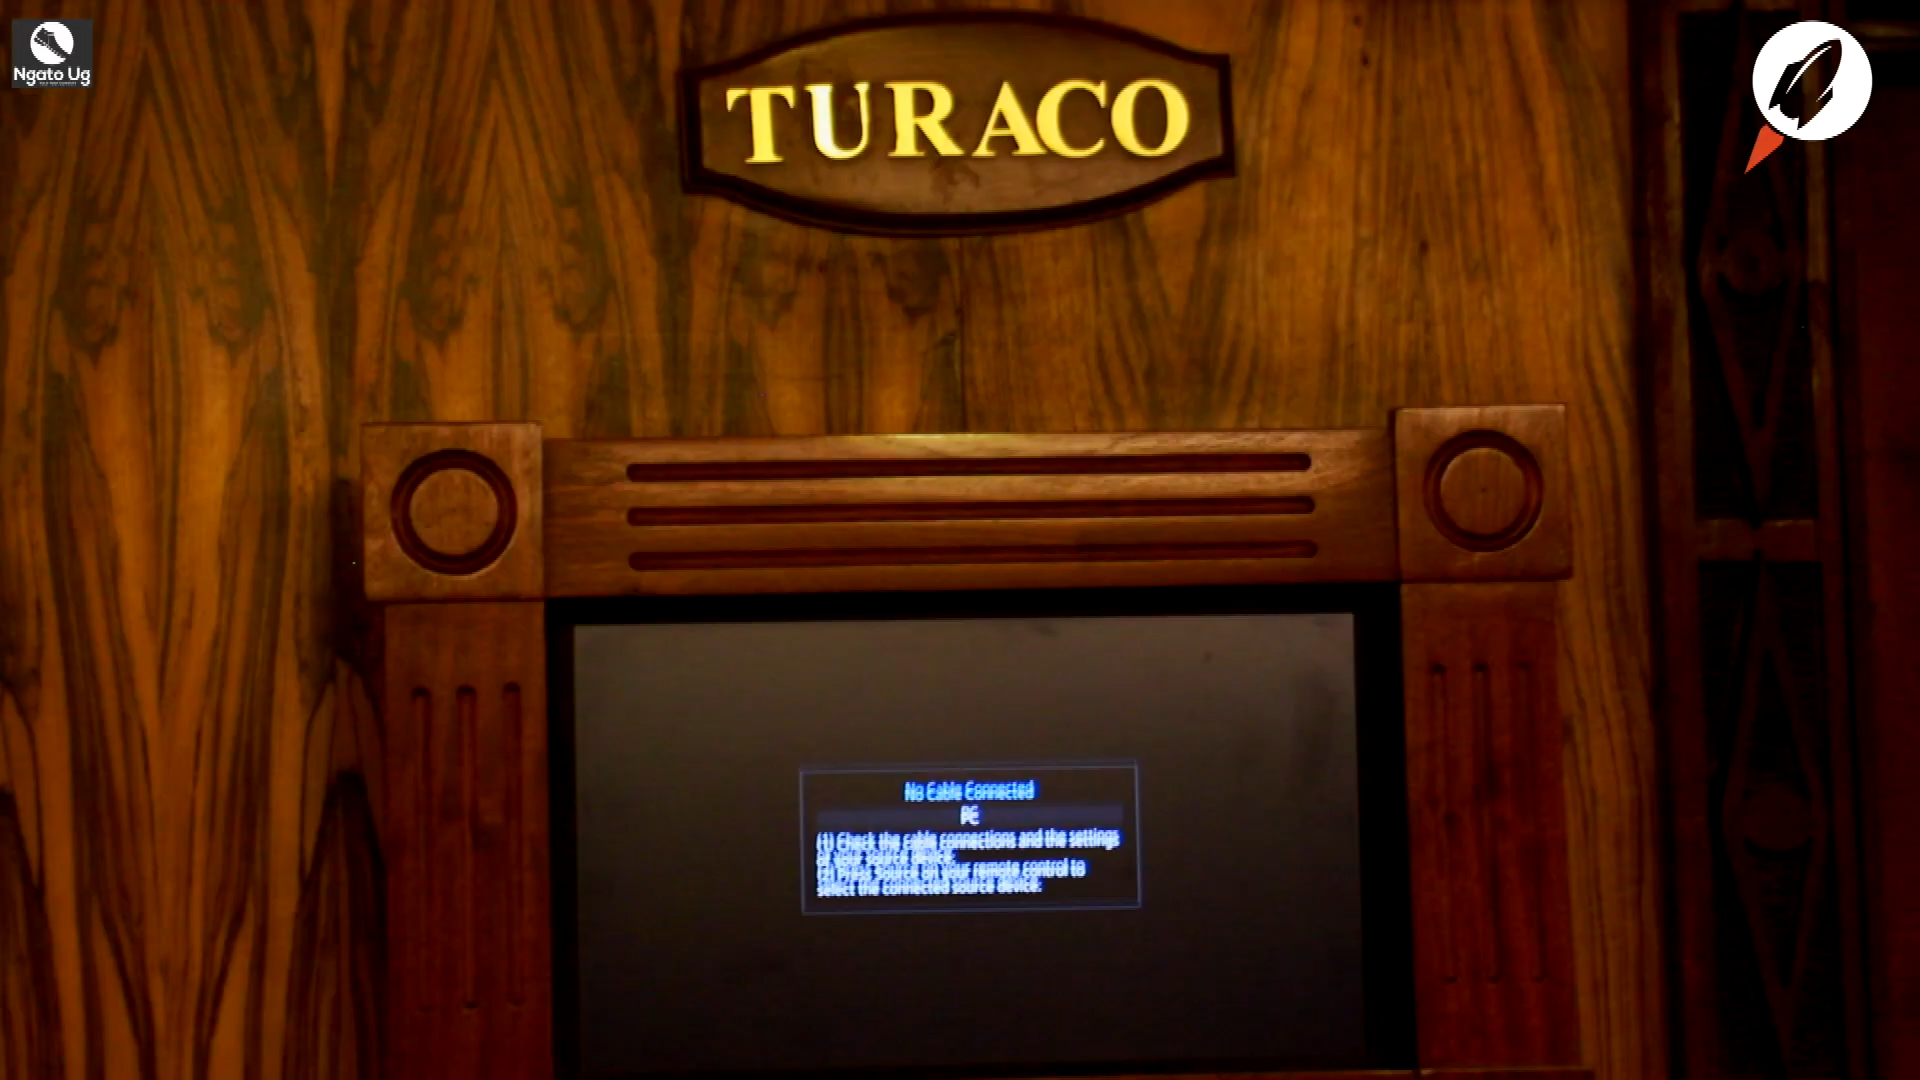 Ngato Ug
TURACO
No Cable Connected
PC
(1) Check the cable connections and the settings
of your source device.
(2) Press Source on your remote control to
select the connected source device.